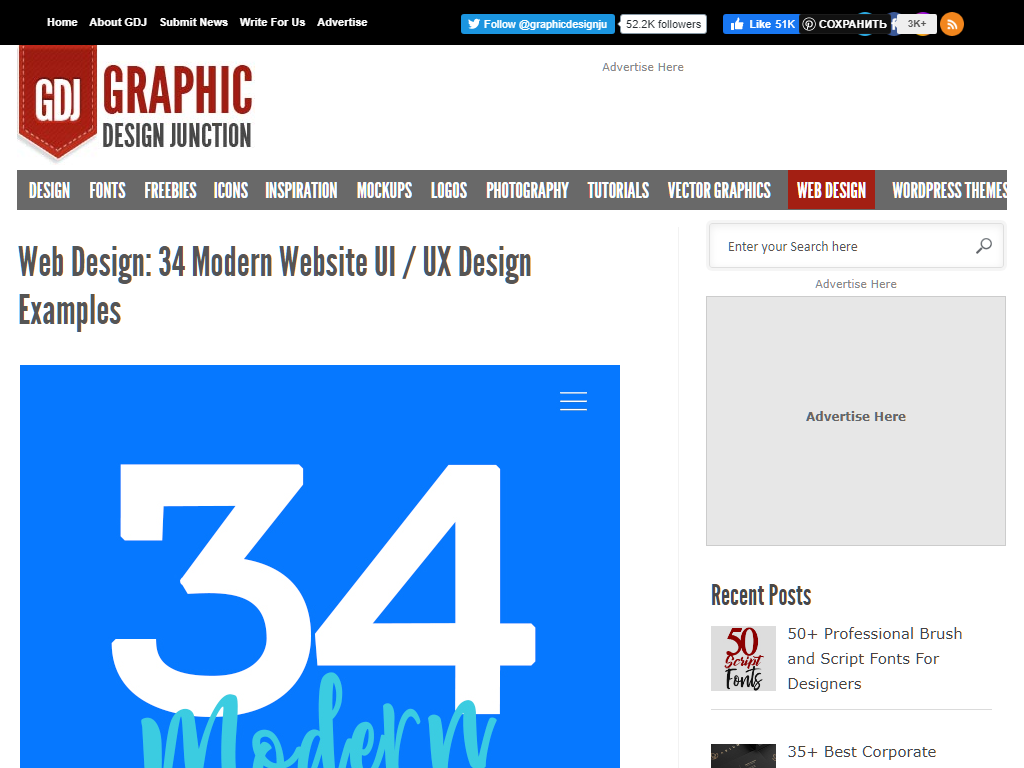 Home About GDJ Submit News Write For Us Advertise
Follow @graphicdesignju 52.2K followers Like 51K СОХРАНИТЬ 3K+
Advertise Here
GDJ GRAPHIC
DESIGN JUNCTION
DESIGN FONTS FREEBIES ICONS INSPIRATION MOCKUPS LOGOS PHOTOGRAPHY TUTORIALS VECTOR GRAPHICS WEB DESIGN WORDPRESS THEMES
Web Design: 34 Modern Website UI / UX Design
Examples
34
Modern
Enter your Search here
Advertise Here
Advertise Here
Recent Posts
50
Script
Fonts
50+ Professional Brush
and Script Fonts For
Designers
35+ Best Corporate